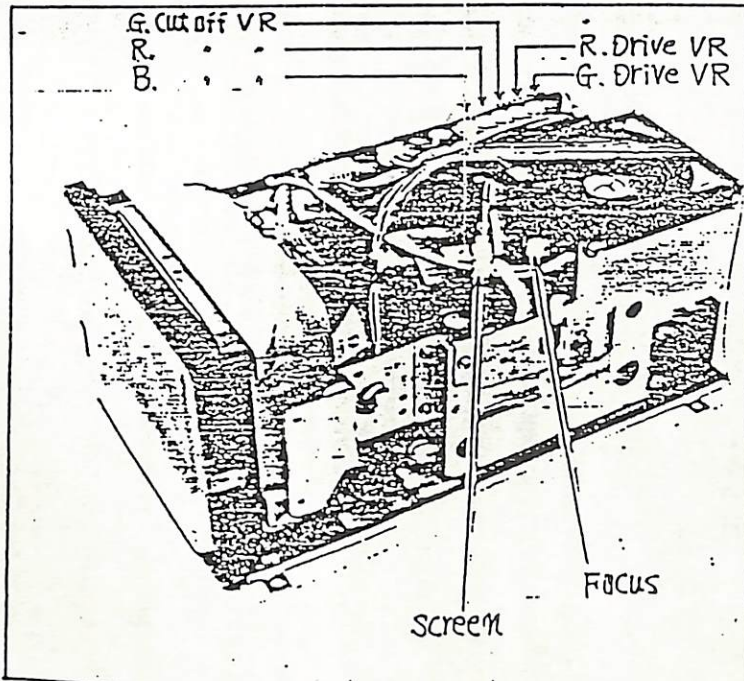 G. Cut off VR
R. " "
B. " "
R. Drive VR
G. Drive VR
Focus
Screen